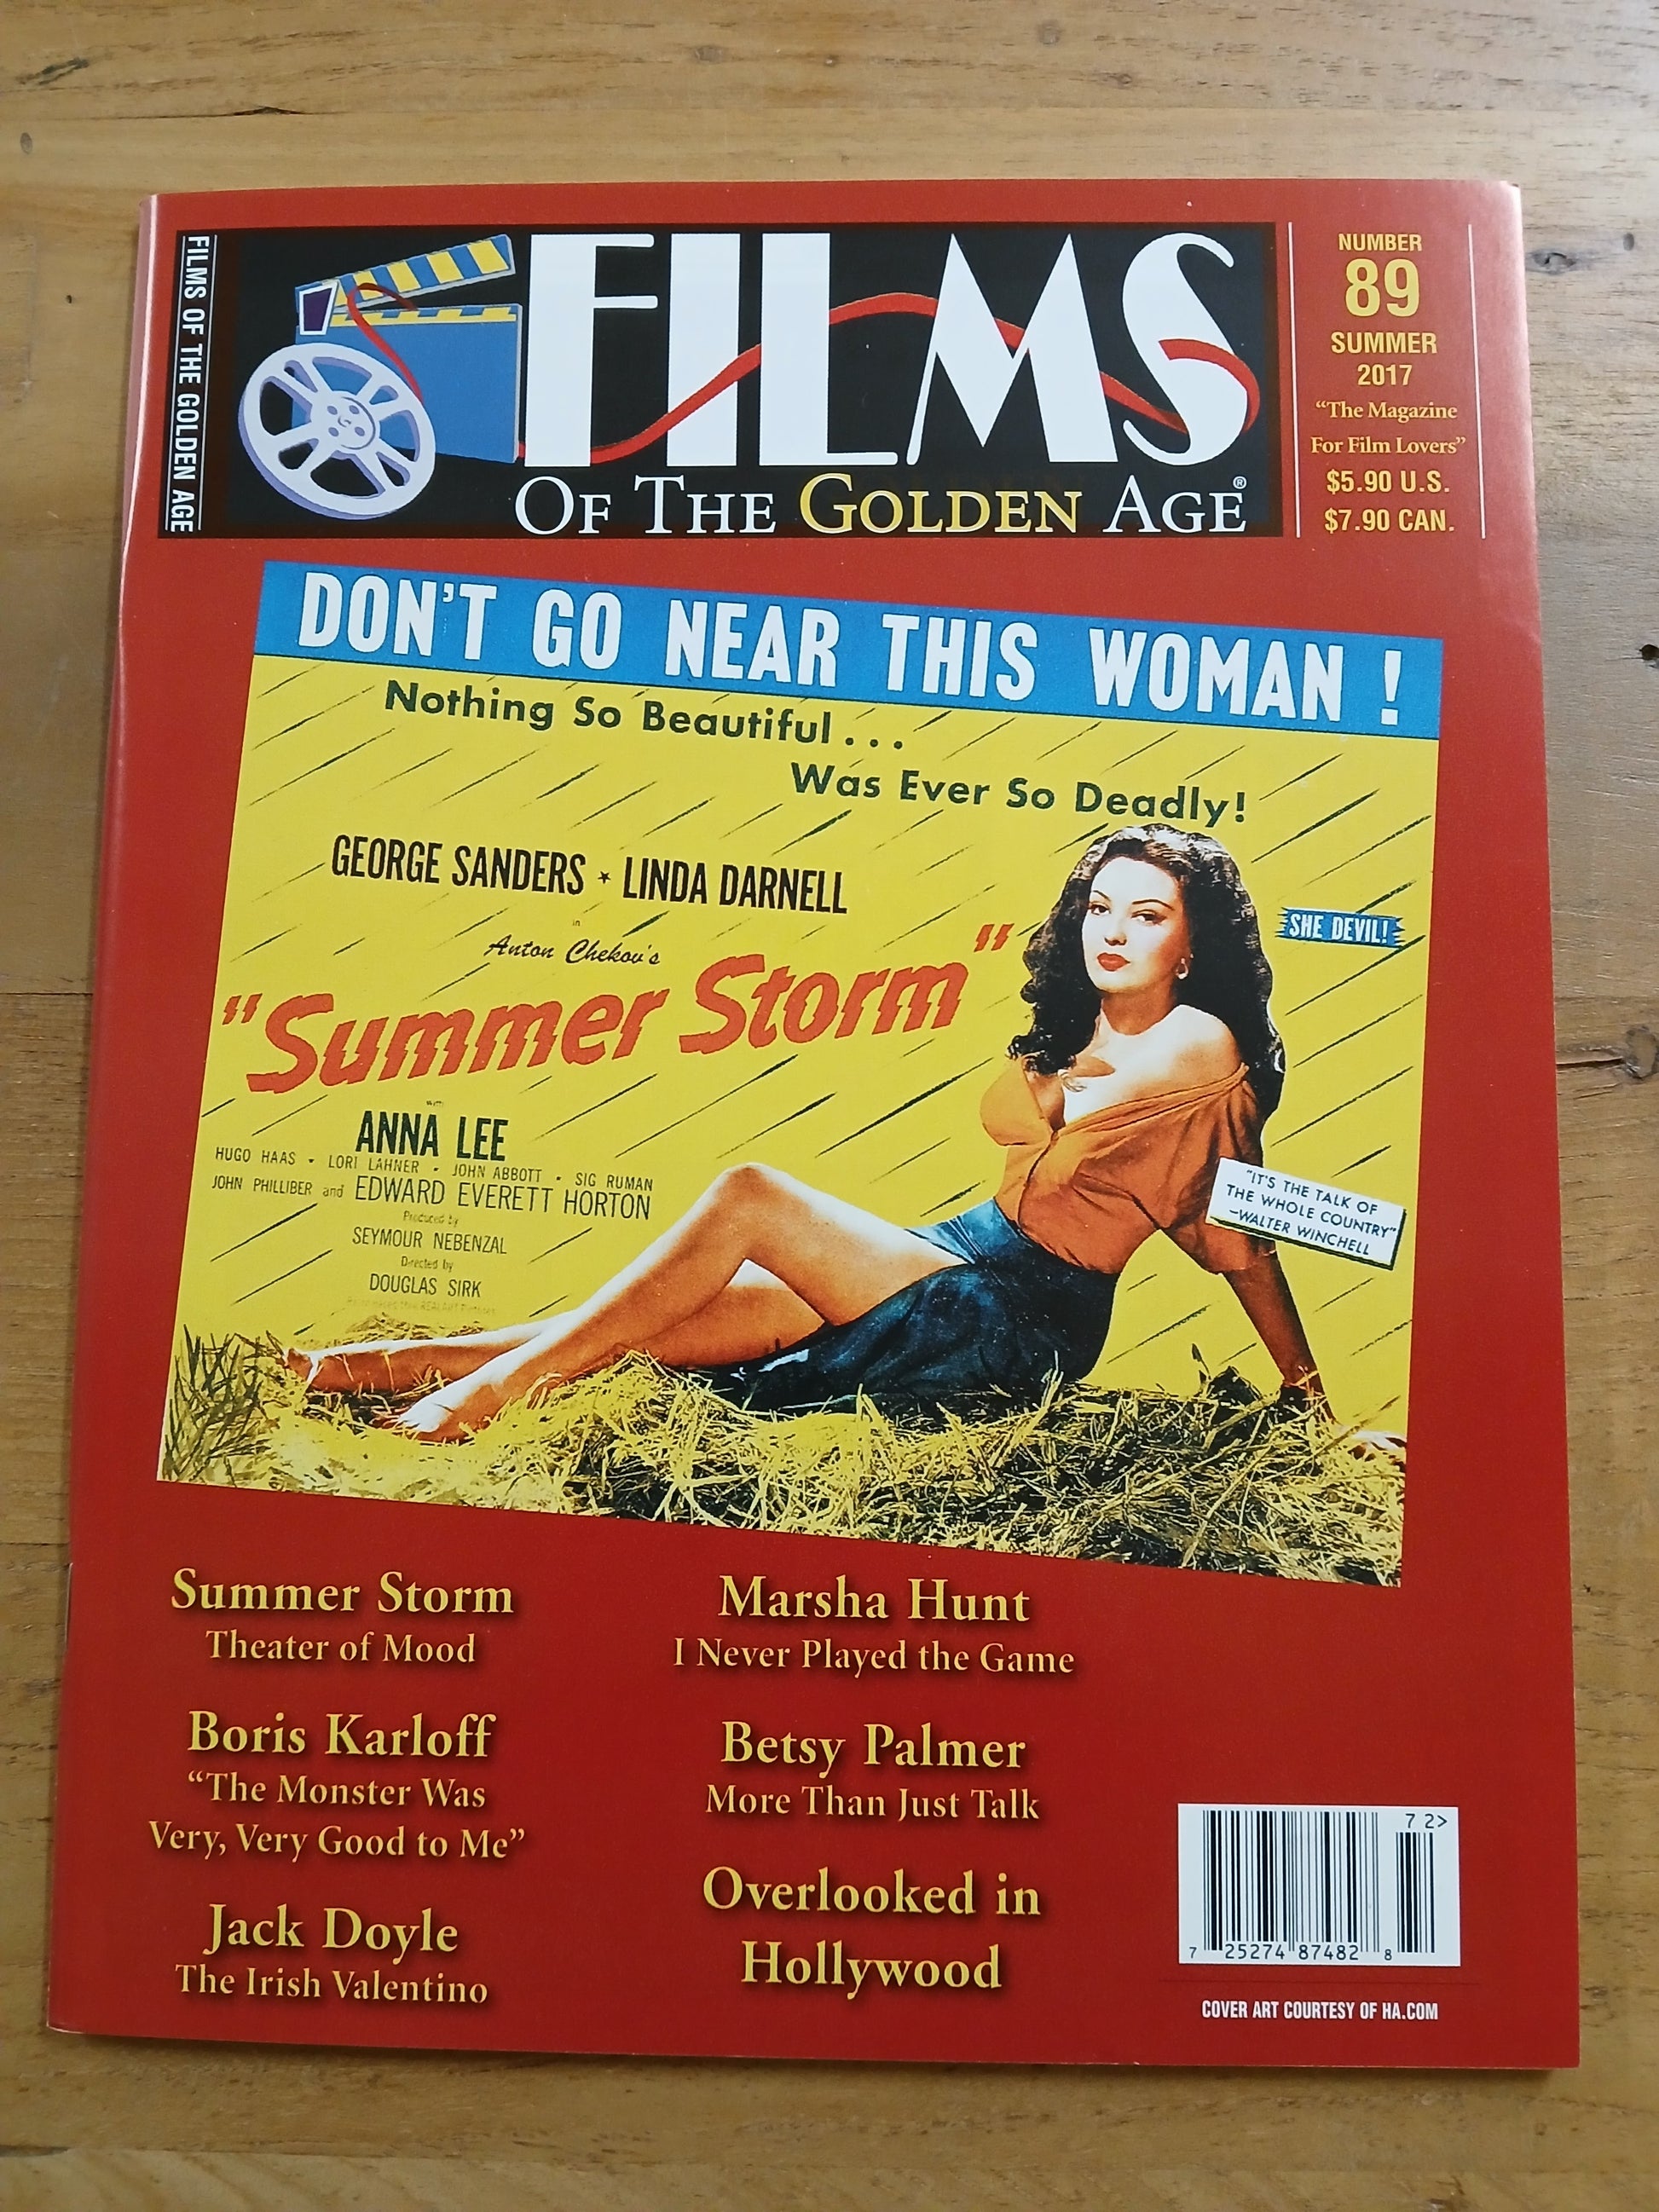 FILMS OF THE GOLDEN AGE
FILMS
OF THE GOLDEN AGE®
NUMBER
89
SUMMER
2017
“The Magazine
For Film Lovers”
$5.90 U.S.
$7.90 CAN.
DON'T GO NEAR THIS WOMAN !
Nothing So Beautiful...
Was Ever So Deadly!
GEORGE SANDERS ★ LINDA DARNELL
in
Anton Chekov's
"Summer Storm"
SHE DEVIL!
with
ANNA LEE
HUGO HAAS • LORI LAHNER • JOHN ABBOTT • SIG RUMAN
JOHN PHILLIBER and EDWARD EVERETT HORTON
Produced by
SEYMOUR NEBENZAL
Directed by
DOUGLAS SIRK
"IT'S THE TALK OF
THE WHOLE COUNTRY"
—WALTER WINCHELL
Summer Storm
Theater of Mood
Boris Karloff
“The Monster Was
Very, Very Good to Me”
Jack Doyle
The Irish Valentino
Marsha Hunt
I Never Played the Game
Betsy Palmer
More Than Just Talk
Overlooked in
Hollywood
7 2>
7 25274 87482 8
COVER ART COURTESY OF HA.COM